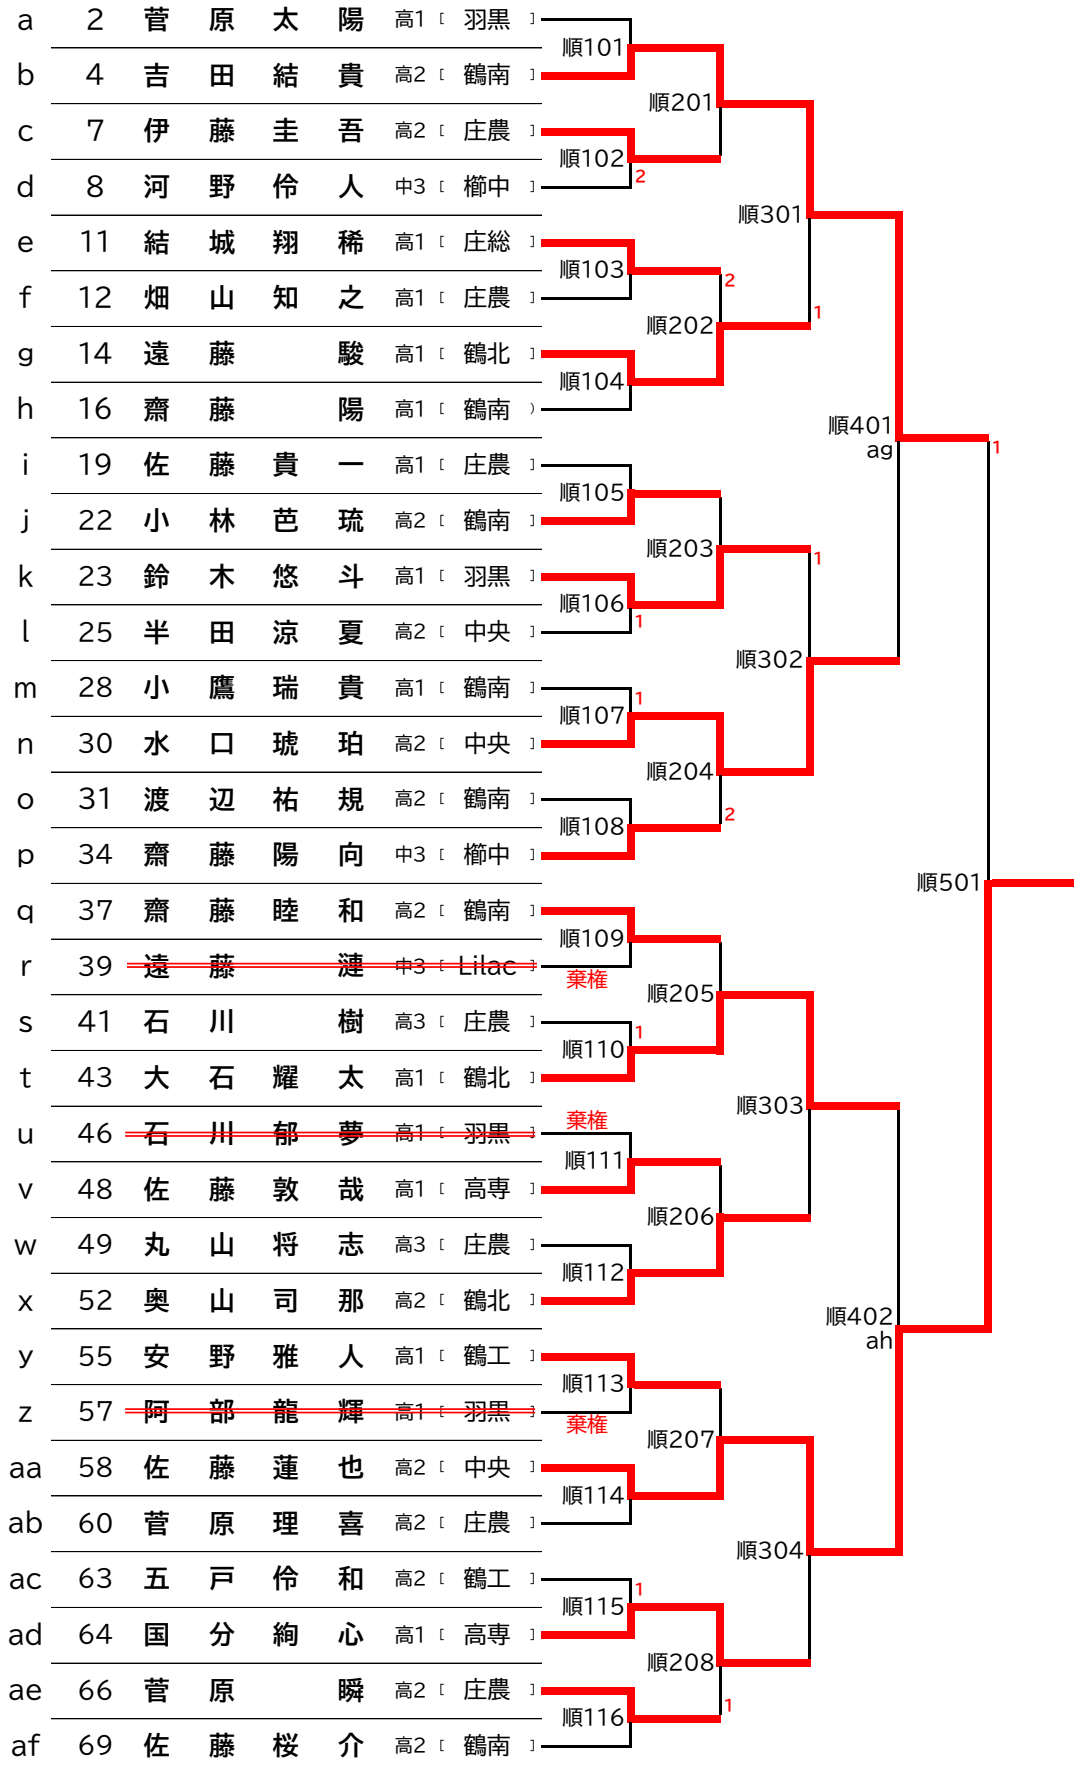 a 2 菅原太陽 高1 [ 羽黒 ]
順101
b 4 吉田結貴 高2 [ 鶴南 ]
順201
c 7 伊藤圭吾 高2 [ 庄農 ]
順102 2
d 8 河野伶人 中3 [ 櫛中 ]
順301
e 11 結城翔稀 高1 [ 庄総 ]
順103 2
f 12 畑山知之 高1 [ 庄農 ]
順202 1
g 14 遠藤 駿 高1 [ 鶴北 ]
順104
h 16 齋藤 陽 高1 [ 鶴南 )
順401 1
ag
i 19 佐藤貴一 高1 [ 庄農 ]
順105
j 22 小林芭琉 高2 [ 鶴南 ]
順203 1
k 23 鈴木悠斗 高1 [ 羽黒 ]
順106 1
l 25 半田涼夏 高2 [ 中央 ]
順302
m 28 小鷹瑞貴 高1 [ 鶴南 ]
順107 1
n 30 水口琥珀 高2 [ 中央 ]
順204
o 31 渡辺祐規 高2 [ 鶴南 ]
順108 2
p 34 齋藤陽向 中3 [ 櫛中 ]
順501
q 37 齋藤睦和 高2 [ 鶴南 ]
順109
r 39 遠藤 漣 中3 [ Lilac ]
棄権
順205
s 41 石川 樹 高3 [ 庄農 ]
順110 1
t 43 大石耀太 高1 [ 鶴北 ]
順303
棄権
u 46 石川郁夢 高1 [ 羽黒 ]
順111
v 48 佐藤敦哉 高1 [ 高専 ]
順206
w 49 丸山将志 高3 [ 庄農 ]
順112
x 52 奥山司那 高2 [ 鶴北 ]
順402
ah
y 55 安野雅人 高1 [ 鶴工 ]
順113
z 57 阿部龍輝 高1 [ 羽黒 ]
棄権
順207
aa 58 佐藤蓮也 高2 [ 中央 ]
順114
ab 60 菅原理喜 高2 [ 庄農 ]
順304
ac 63 五戸伶和 高2 [ 鶴工 ]
順115 1
ad 64 国分絢心 高1 [ 高専 ]
順208
ae 66 菅原 瞬 高2 [ 庄農 ]
順116 1
af 69 佐藤桜介 高2 [ 鶴南 ]